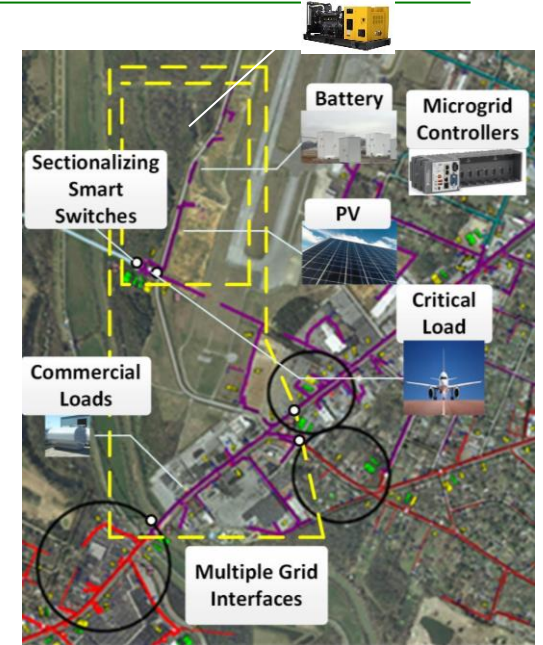 Battery
Microgrid
Controllers
Sectionalizing
Smart
Switches
PV
Critical
Load
Commercial
Loads
Multiple Grid
Interfaces